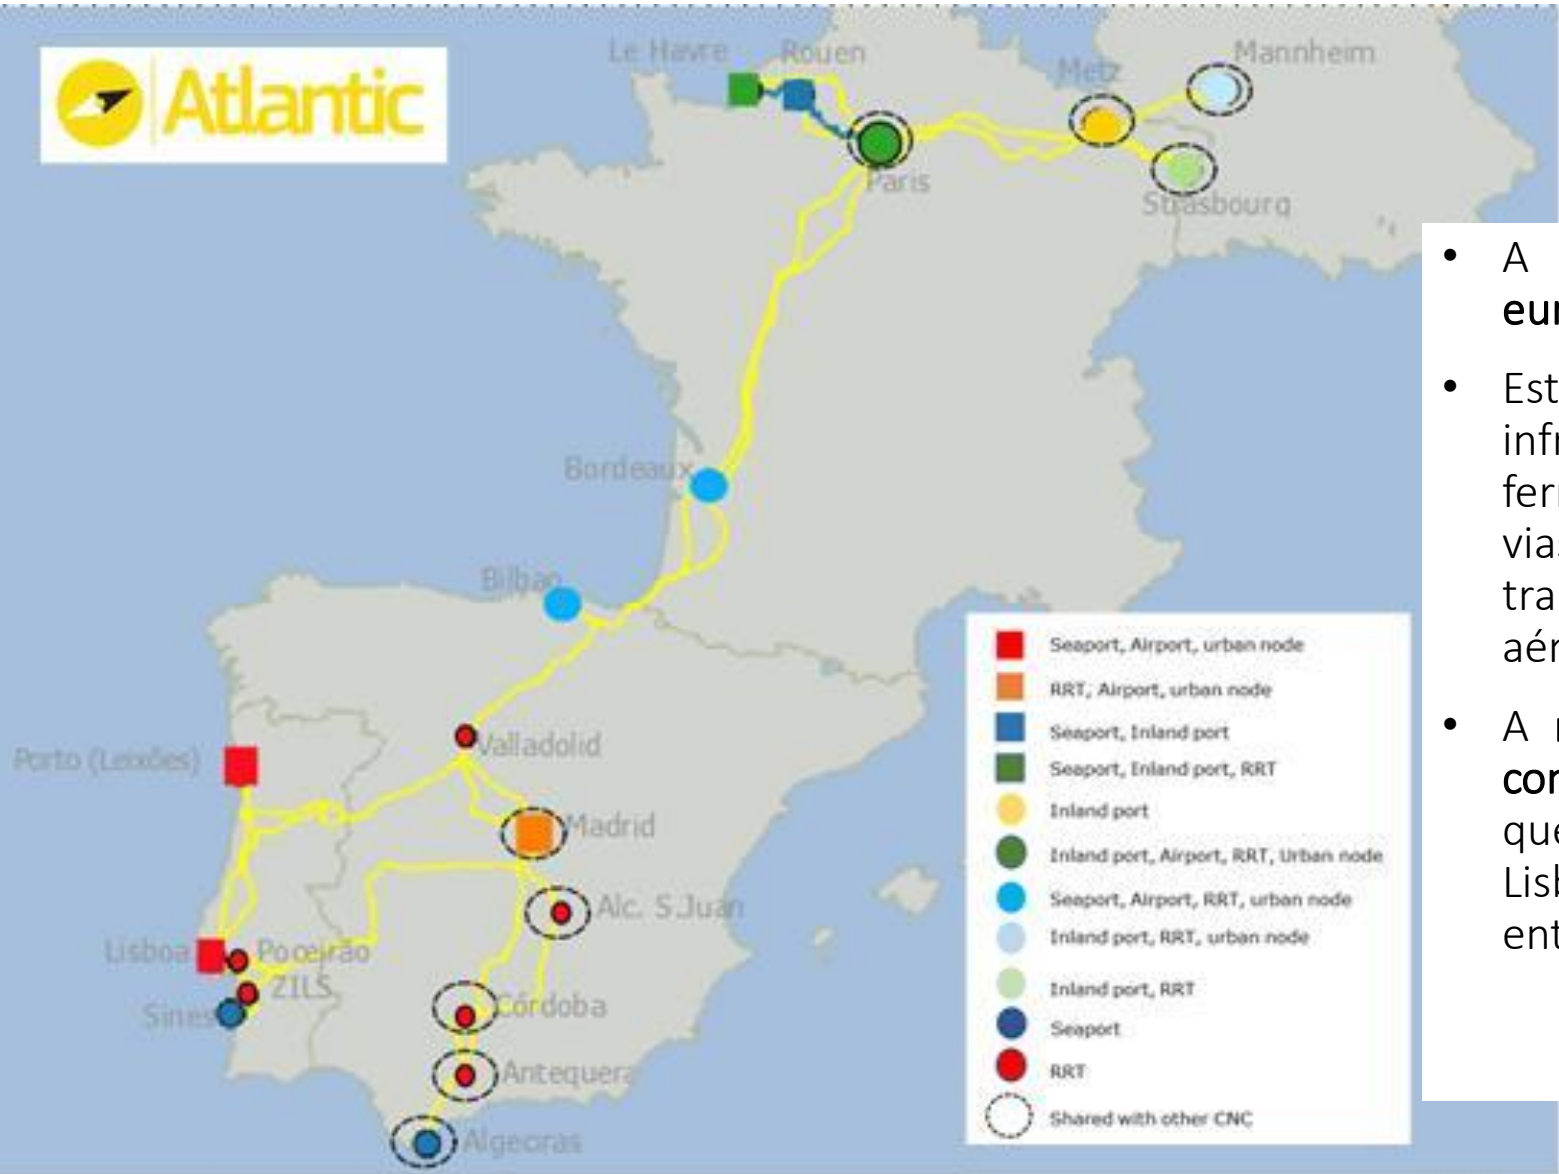 Atlantic
Le Havre
Rouen
Metz
Mannheim
Paris
Strasbourg
Bordeaux
Bilbao
Valladolid
Porto (Leixões)
Madrid
Alc. S.Juan
Lisboa
Poceirão
ZILS
Sines
Córdoba
Antequera
Algeciras
Seaport, Airport, urban node
RRT, Airport, urban node
Seaport, Inland port
Seaport, Inland port, RRT
Inland port
Inland port, Airport, RRT, Urban node
Seaport, Airport, RRT, urban node
Inland port, RRT, urban node
Inland port, RRT
Seaport
RRT
Shared with other CNC
• A
eur
• Est
infr
ferr
vias
tra
aér
• A
cor
que
Lisb
ent